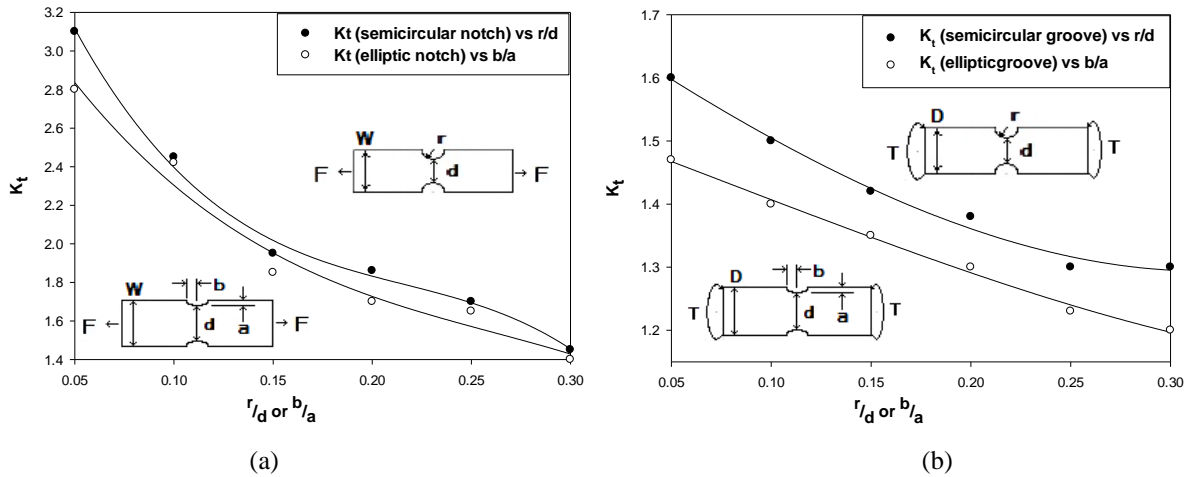 3.2
3.0
2.8
2.6
2.4
2.2
2.0
1.8
1.6
1.4
Kt
Kt (semicircular notch) vs r/d
Kt (elliptic notch) vs b/a
W
r
F
d
F
b
W
F
d
a
F
0.05 0.10 0.15 0.20 0.25 0.30
r/d or b/a
(a)
1.7
1.6
1.5
1.4
1.3
1.2
Kt
Kt (semicircular groove) vs r/d
Kt (ellipticgroove) vs b/a
D
r
T
d
T
b
D
T
d
a
T
0.05 0.10 0.15 0.20 0.25 0.30
r/d or b/a
(b)